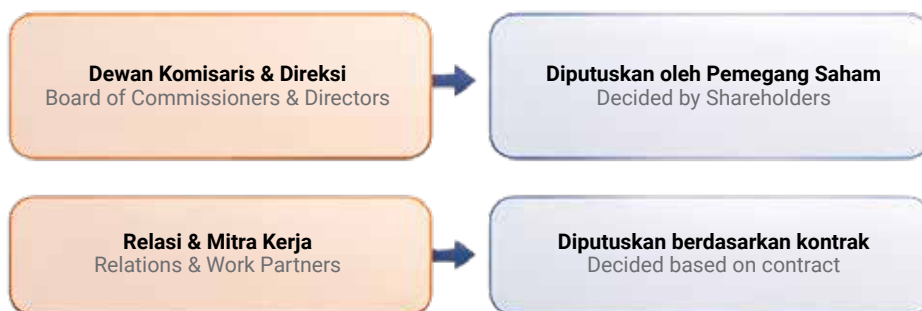 Dewan Komisaris & Direksi
Board of Commissioners & Directors
Diputuskan oleh Pemegang Saham
Decided by Shareholders
Relasi & Mitra Kerja
Relations & Work Partners
Diputuskan berdasarkan kontrak
Decided based on contract